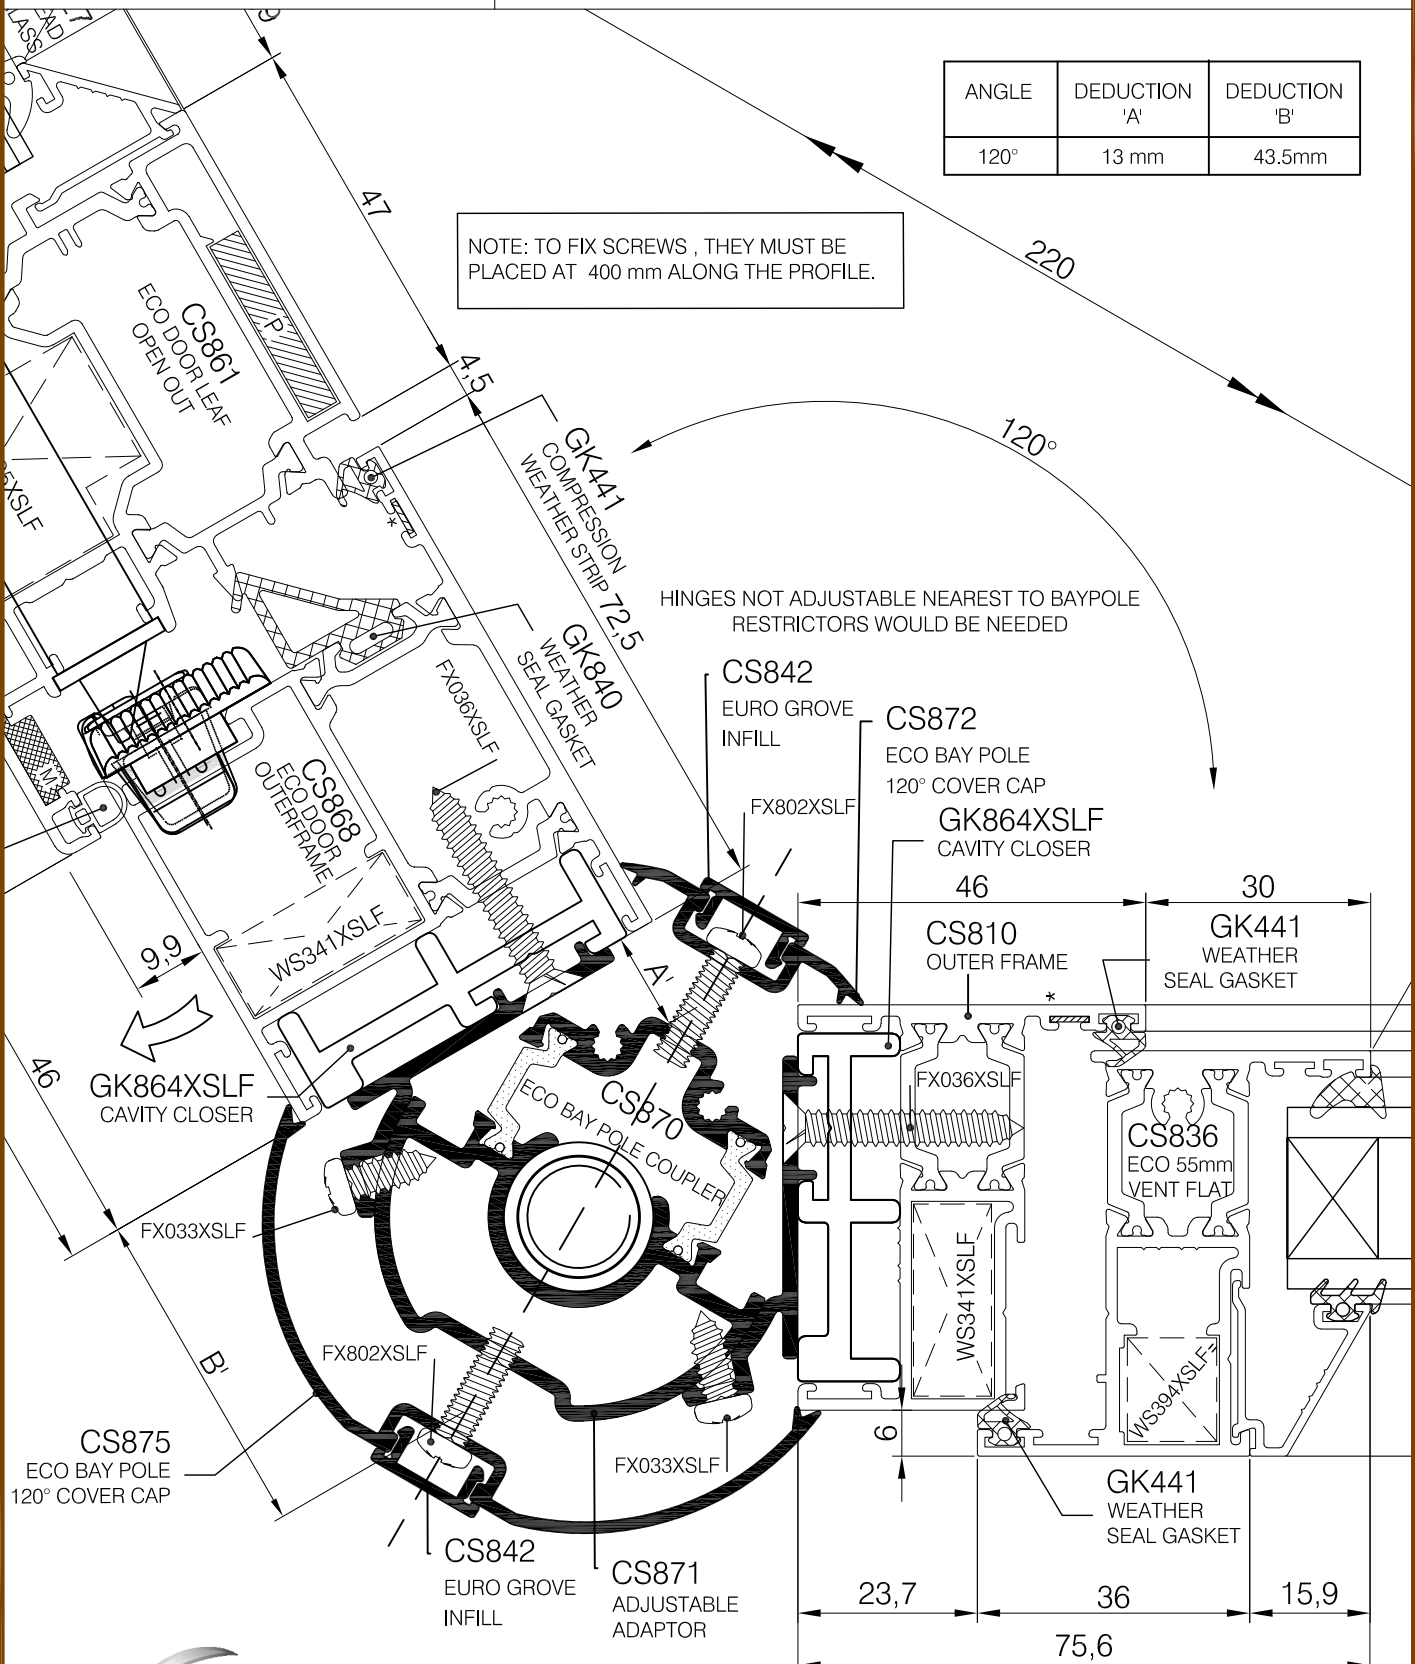 ANGLE
DEDUCTION 'A'
DEDUCTION 'B'
120°
13 mm
43.5mm
47
220
NOTE: TO FIX SCREWS , THEY MUST BE
PLACED AT 400 mm ALONG THE PROFILE.
CS861
ECO DOOR LEAF
OPEN OUT
P
4,5
120°
GK441
COMPRESSION
WEATHER STRIP
*
72,5
HINGES NOT ADJUSTABLE NEAREST TO BAYPOLE
RESTRICTORS WOULD BE NEEDED
GK840
WEATHER
SEAL GASKET
FX036XSLF
CS842
EURO GROVE
INFILL
CS872
ECO BAY POLE
120° COVER CAP
FX802XSLF
GK864XSLF
CAVITY CLOSER
M
CS868
ECO DOOR
OUTERFRAME
WS341XSLF
46
30
CS810
OUTER FRAME
GK441
WEATHER
SEAL GASKET
*
9,9
A'
46
GK864XSLF
CAVITY CLOSER
CS870
ECO BAY POLE COUPLER
FX036XSLF
CS836
ECO 55mm
VENT FLAT
FX033XSLF
WS341XSLF
FX802XSLF
B'
WS394XSLF
6
CS875
ECO BAY POLE
120° COVER CAP
FX033XSLF
GK441
WEATHER
SEAL GASKET
CS842
EURO GROVE
INFILL
CS871
ADJUSTABLE
ADAPTOR
23,7
36
15,9
75,6